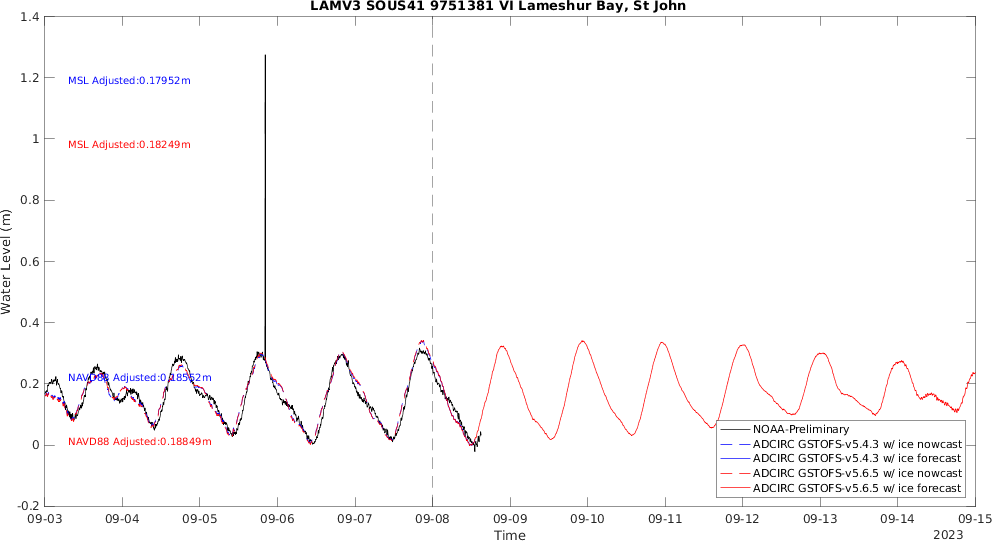 LAMV3 SOUS41 9751381 VI Lameshur Bay, St John
1.4
1.2
1
0.8
0.6
0.4
0.2
0
-0.2
Water Level (m)
MSL Adjusted:0.17952m
MSL Adjusted:0.18249m
NAVD88 Adjusted:0.18552m
NAVD88 Adjusted:0.18849m
NOAA-Preliminary
ADCIRC GSTOFS-v5.4.3 w/ ice nowcast
ADCIRC GSTOFS-v5.4.3 w/ ice forecast
ADCIRC GSTOFS-v5.6.5 w/ ice nowcast
ADCIRC GSTOFS-v5.6.5 w/ ice forecast
09-03 09-04 09-05 09-06 09-07 09-08 09-09 09-10 09-11 09-12 09-13 09-14 09-15
Time
2023